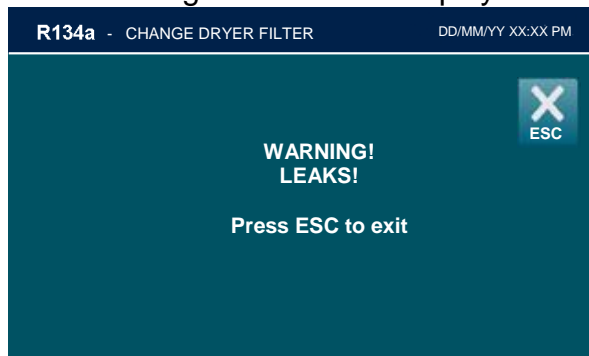 R134a - CHANGE DRYER FILTER DD/MM/YY XX:XX PM
ESC
WARNING!
LEAKS!
Press ESC to exit